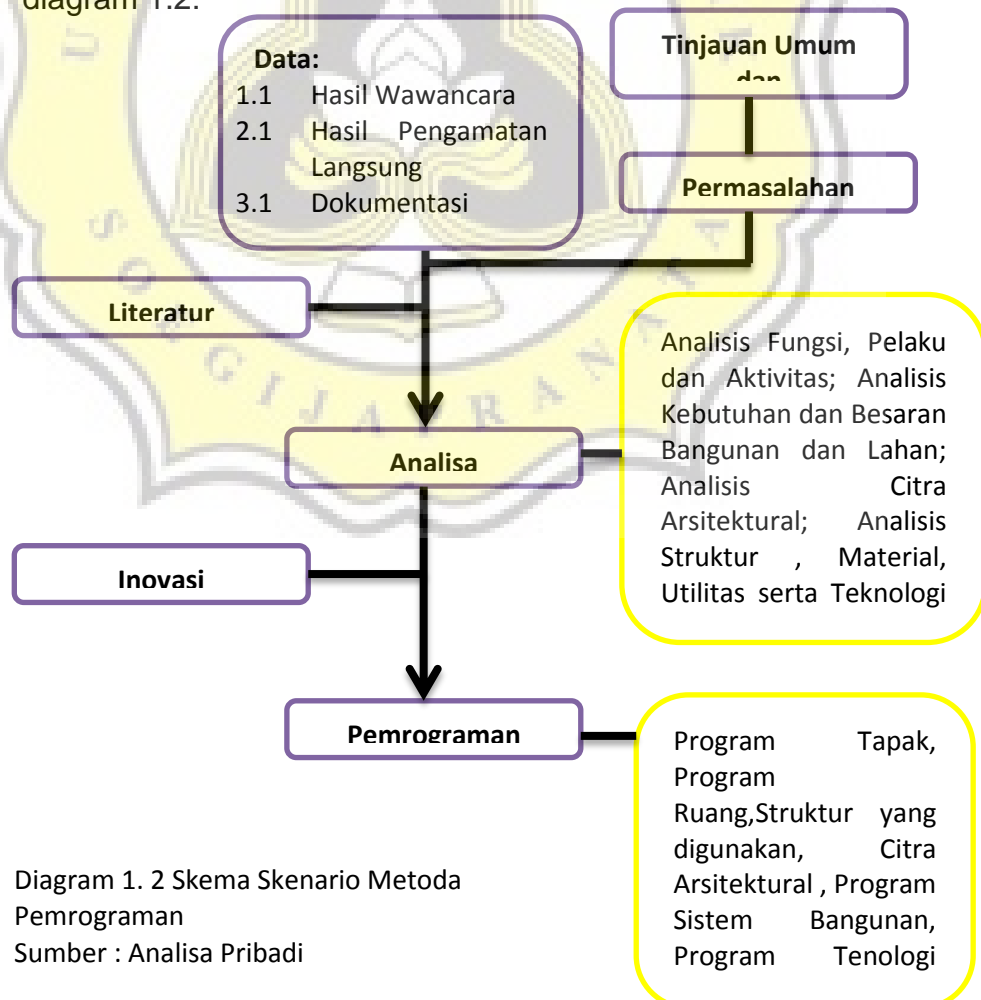 diagram 1.2.
Data:
1.1 Hasil Wawancara
2.1 Hasil Pengamatan
Langsung
3.1 Dokumentasi
Tinjauan Umum
dan
Permasalahan
Literatur
Analisa
Analisis Fungsi, Pelaku
dan Aktivitas; Analisis
Kebutuhan dan Besaran
Bangunan dan Lahan;
Analisis Citra
Arsitektural; Analisis
Struktur , Material,
Utilitas serta Teknologi
Inovasi
Pemrograman
Program Tapak,
Program
Ruang,Struktur yang
digunakan, Citra
Arsitektural , Program
Sistem Bangunan,
Program Tenologi
Diagram 1. 2 Skema Skenario Metoda
Pemrograman
Sumber : Analisa Pribadi
SOEGIJAPRANATA